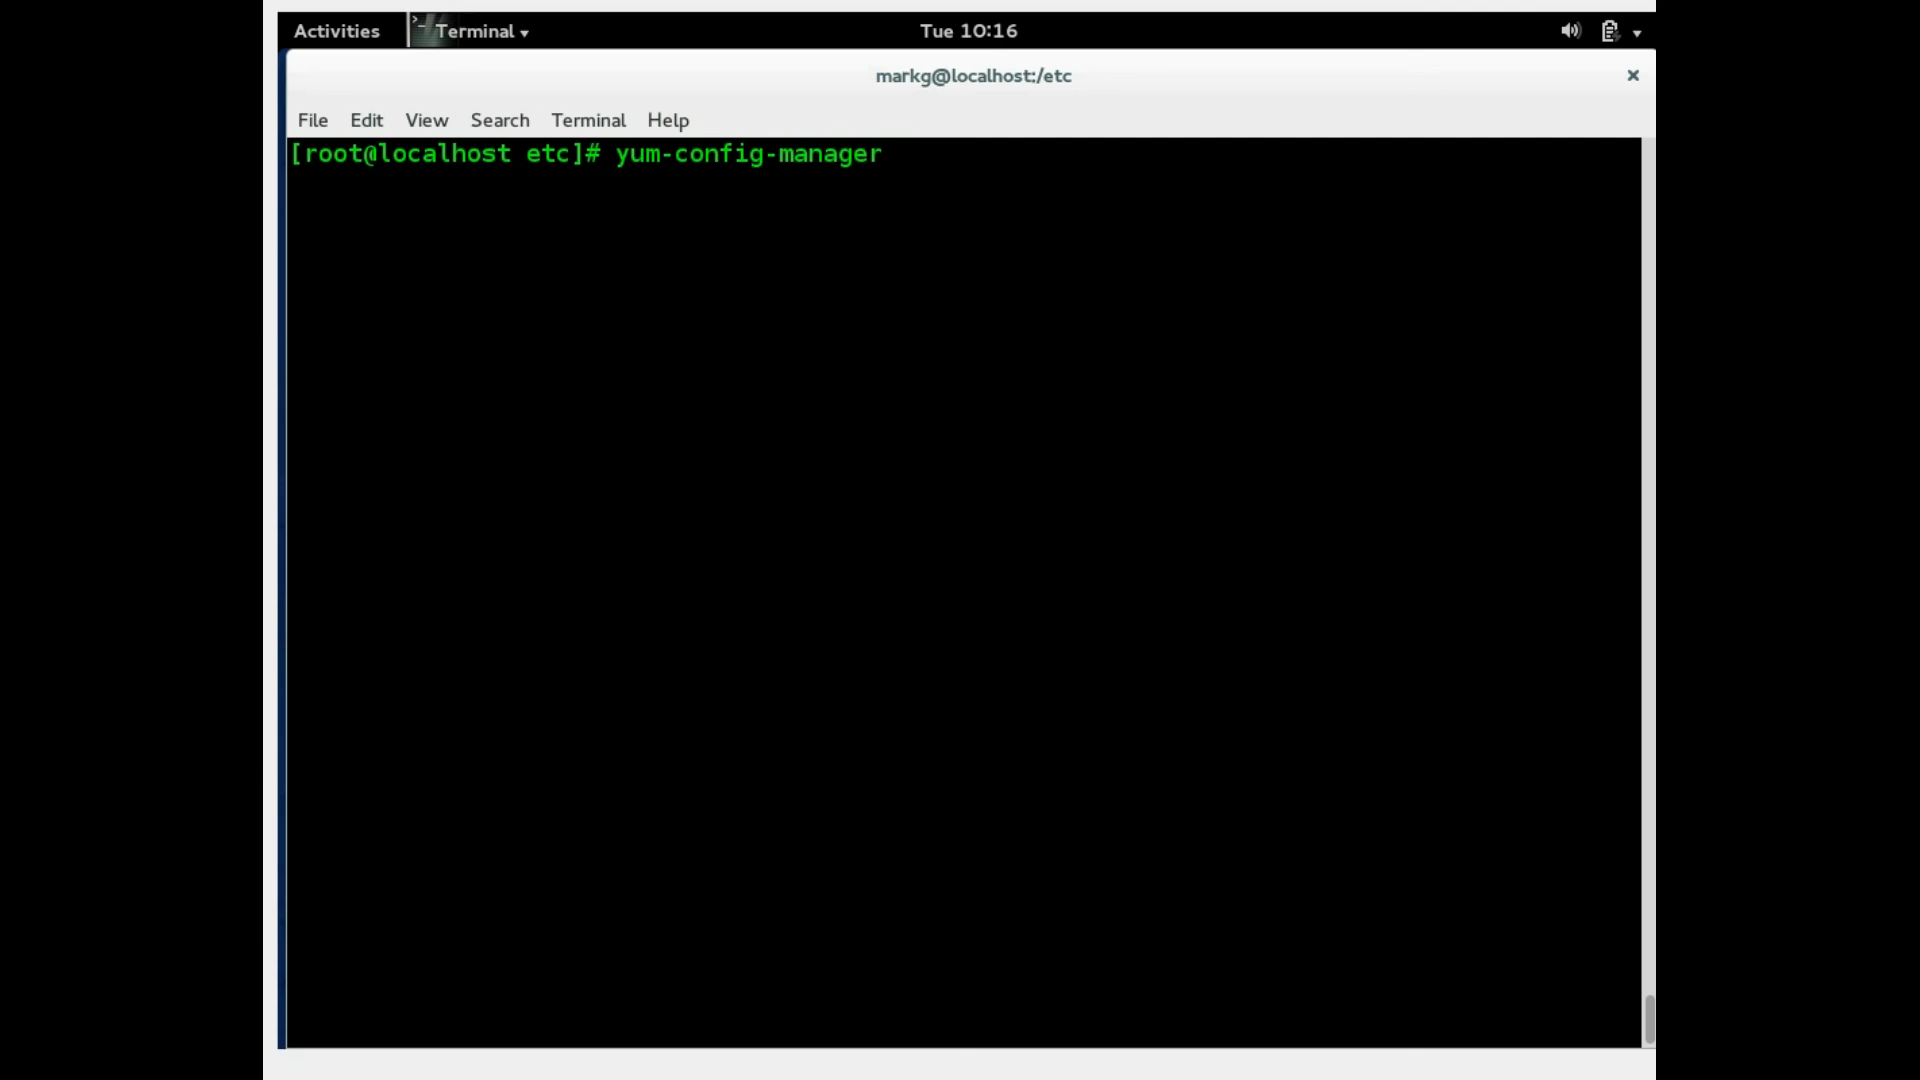 Activities Terminal Tue 10:16
markg@localhost:/etc
File Edit View Search Terminal Help
[root@localhost etc]# yum-config-manager